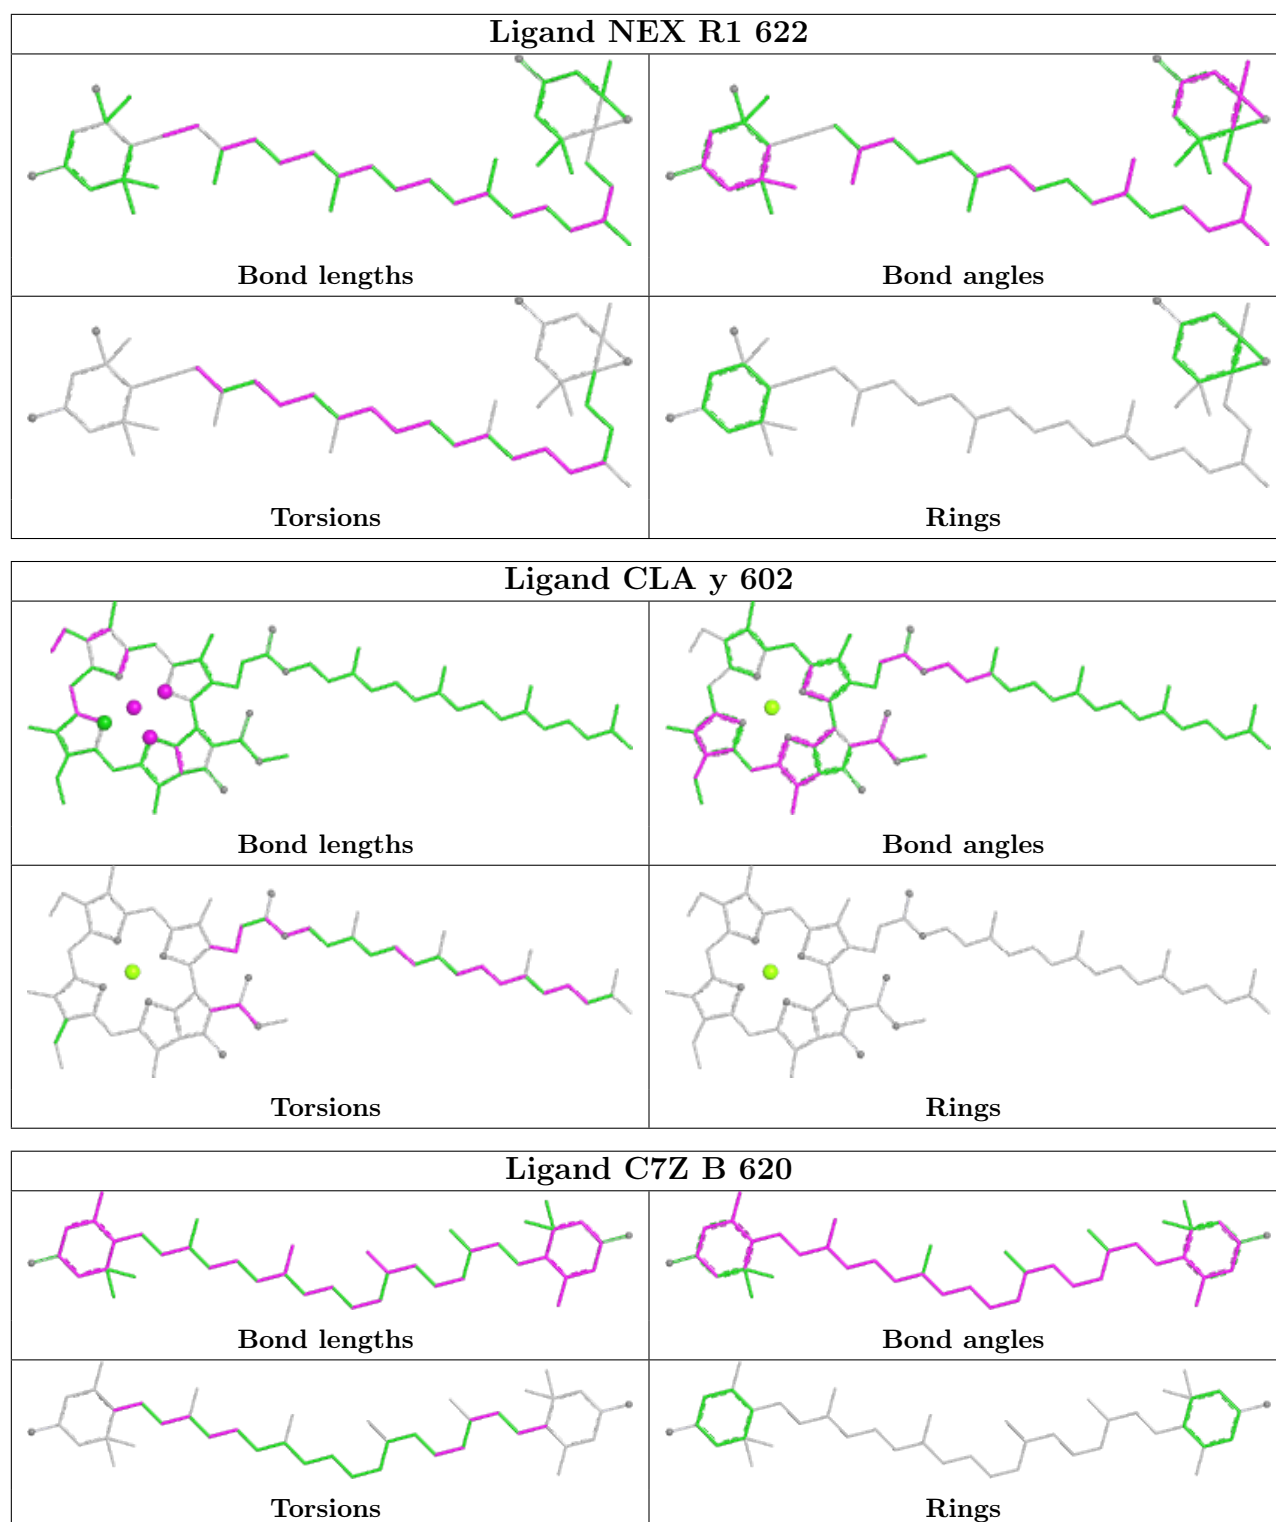 Ligand NEX R1 622
Bond lengths
Bond angles
Torsions
Rings
Ligand CLA y 602
Bond lengths
Bond angles
Torsions
Rings
Ligand C7Z B 620
Bond lengths
Bond angles
Torsions
Rings